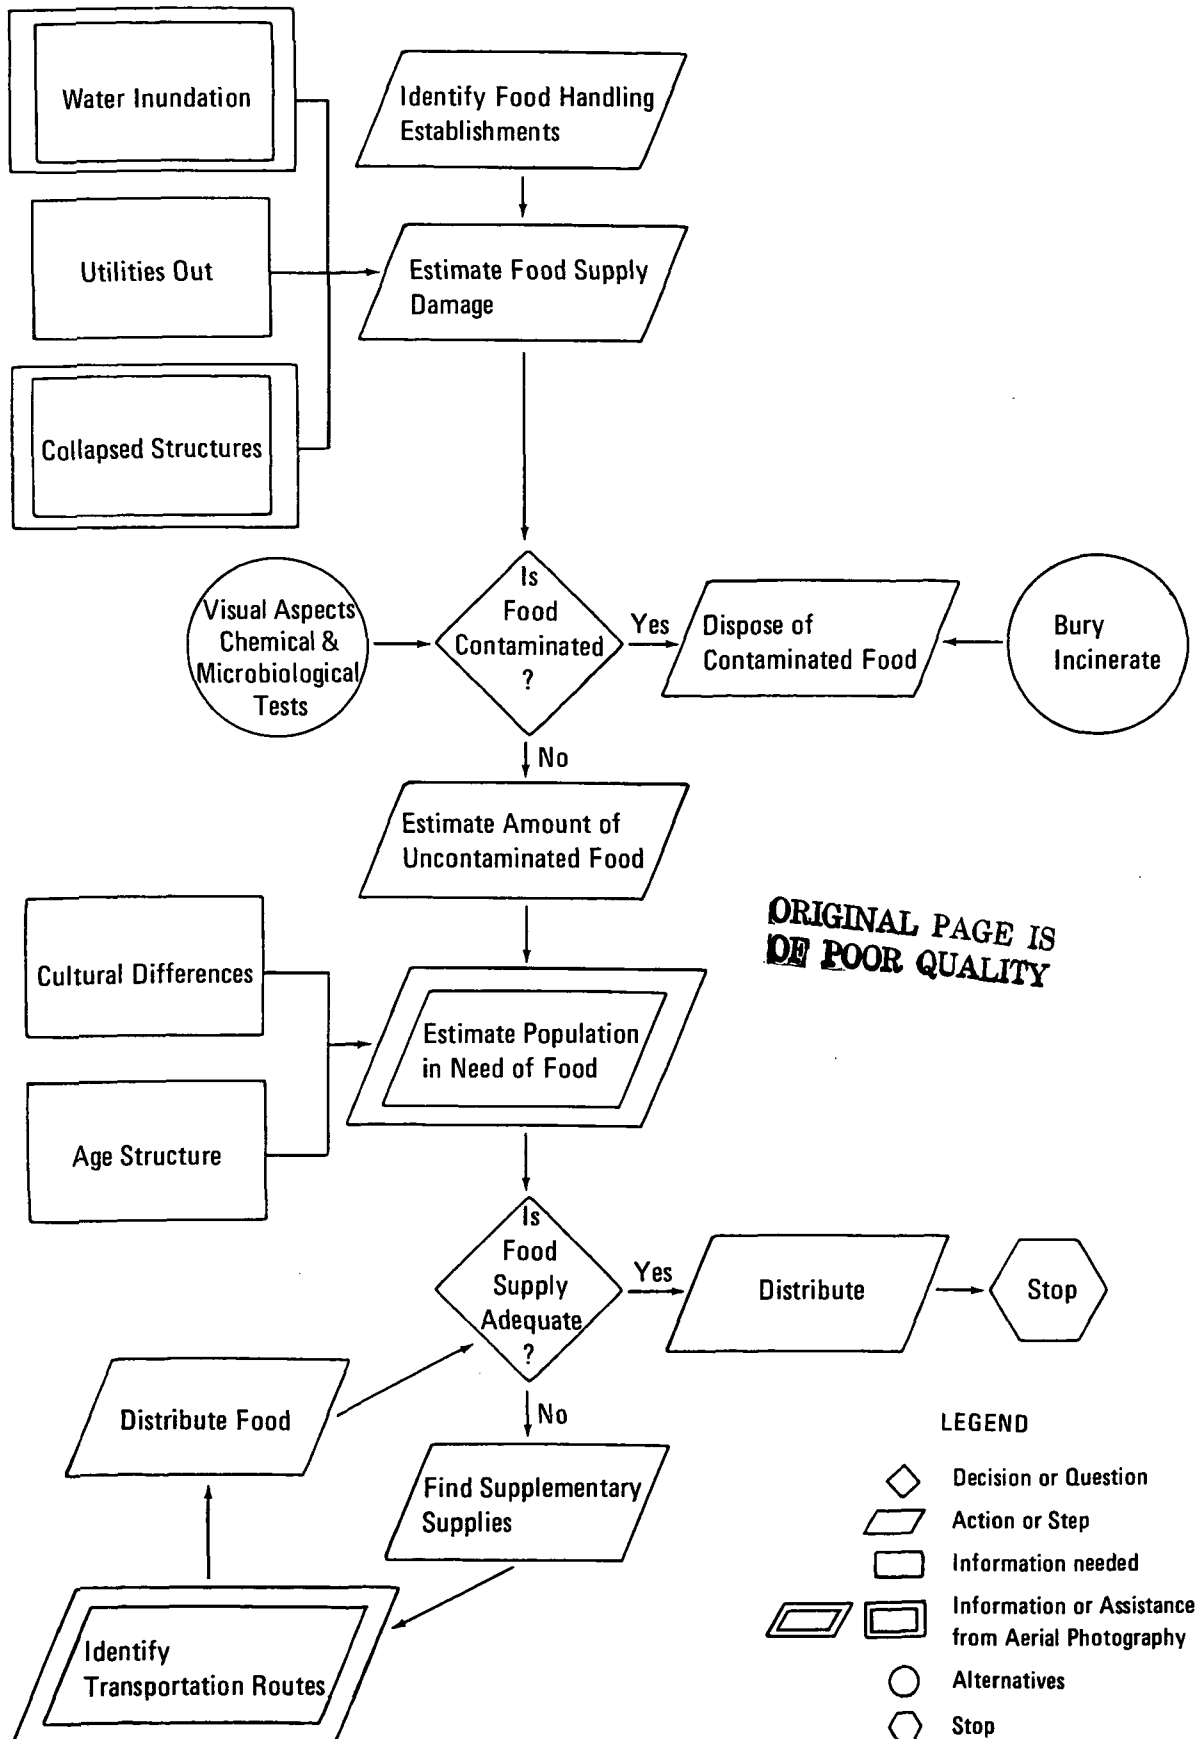 Water Inundation
Identify Food Handling
Establishments
Utilities Out
Estimate Food Supply
Damage
Collapsed Structures
Visual Aspects
Chemical &
Microbiological
Tests
Is
Food
Contaminated
?
Yes
Dispose of
Contaminated Food
Bury
Incinerate
No
Estimate Amount of
Uncontaminated Food
ORIGINAL PAGE IS
OF POOR QUALITY
Cultural Differences
Estimate Population
in Need of Food
Age Structure
Is
Food
Supply
Adequate
?
Yes
Distribute
Stop
Distribute Food
No
Find Supplementary
Supplies
Identify
Transportation Routes
LEGEND
Decision or Question
Action or Step
Information needed
Information or Assistance
from Aerial Photography
Alternatives
Stop